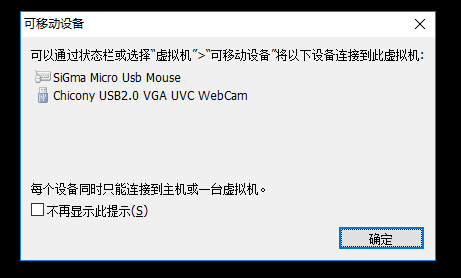 可移动设备
可以通过状态栏或选择“虚拟机”>“可移动设备”将以下设备连接到此虚拟机:
SiGma Micro Usb Mouse
Chicony USB2.0 VGA UVC WebCam
每个设备同时只能连接到主机或一台虚拟机。
不再显示此提示(S)
确定